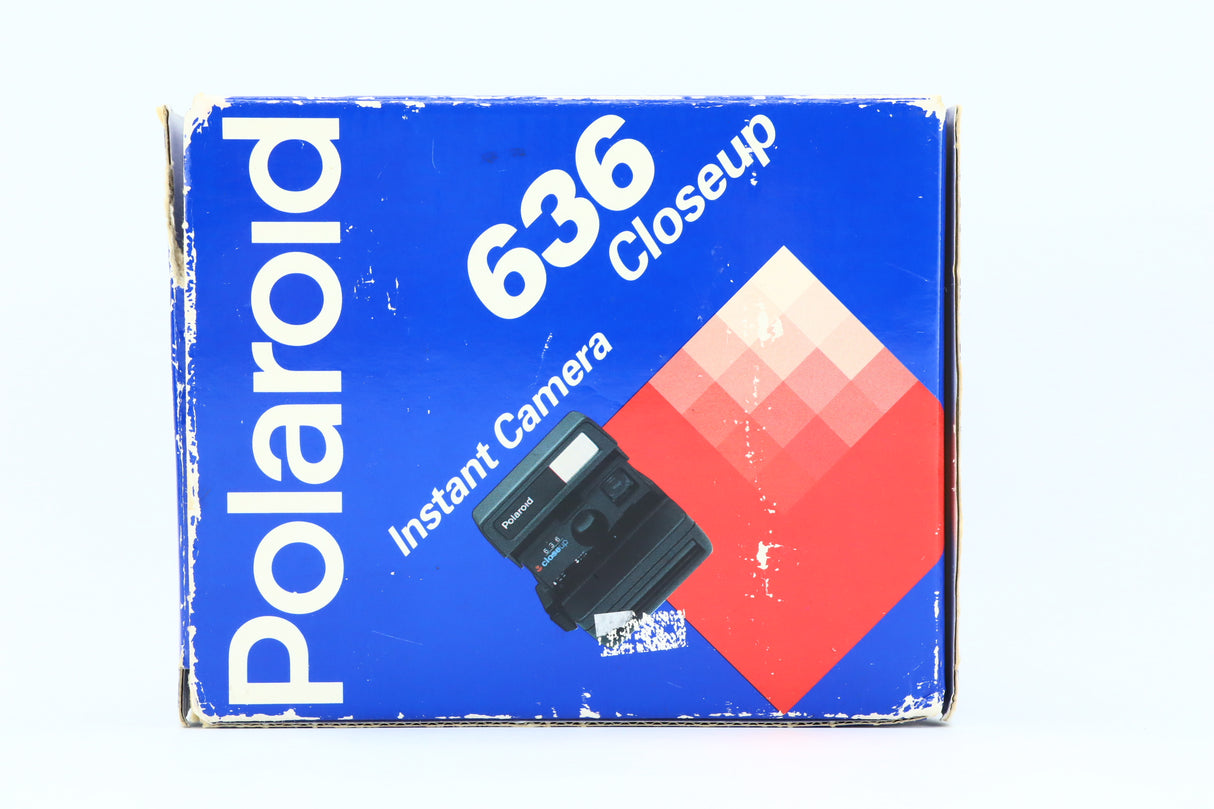 Polaroid
636
Closeup
Instant Camera
Polaroid
636
closeup